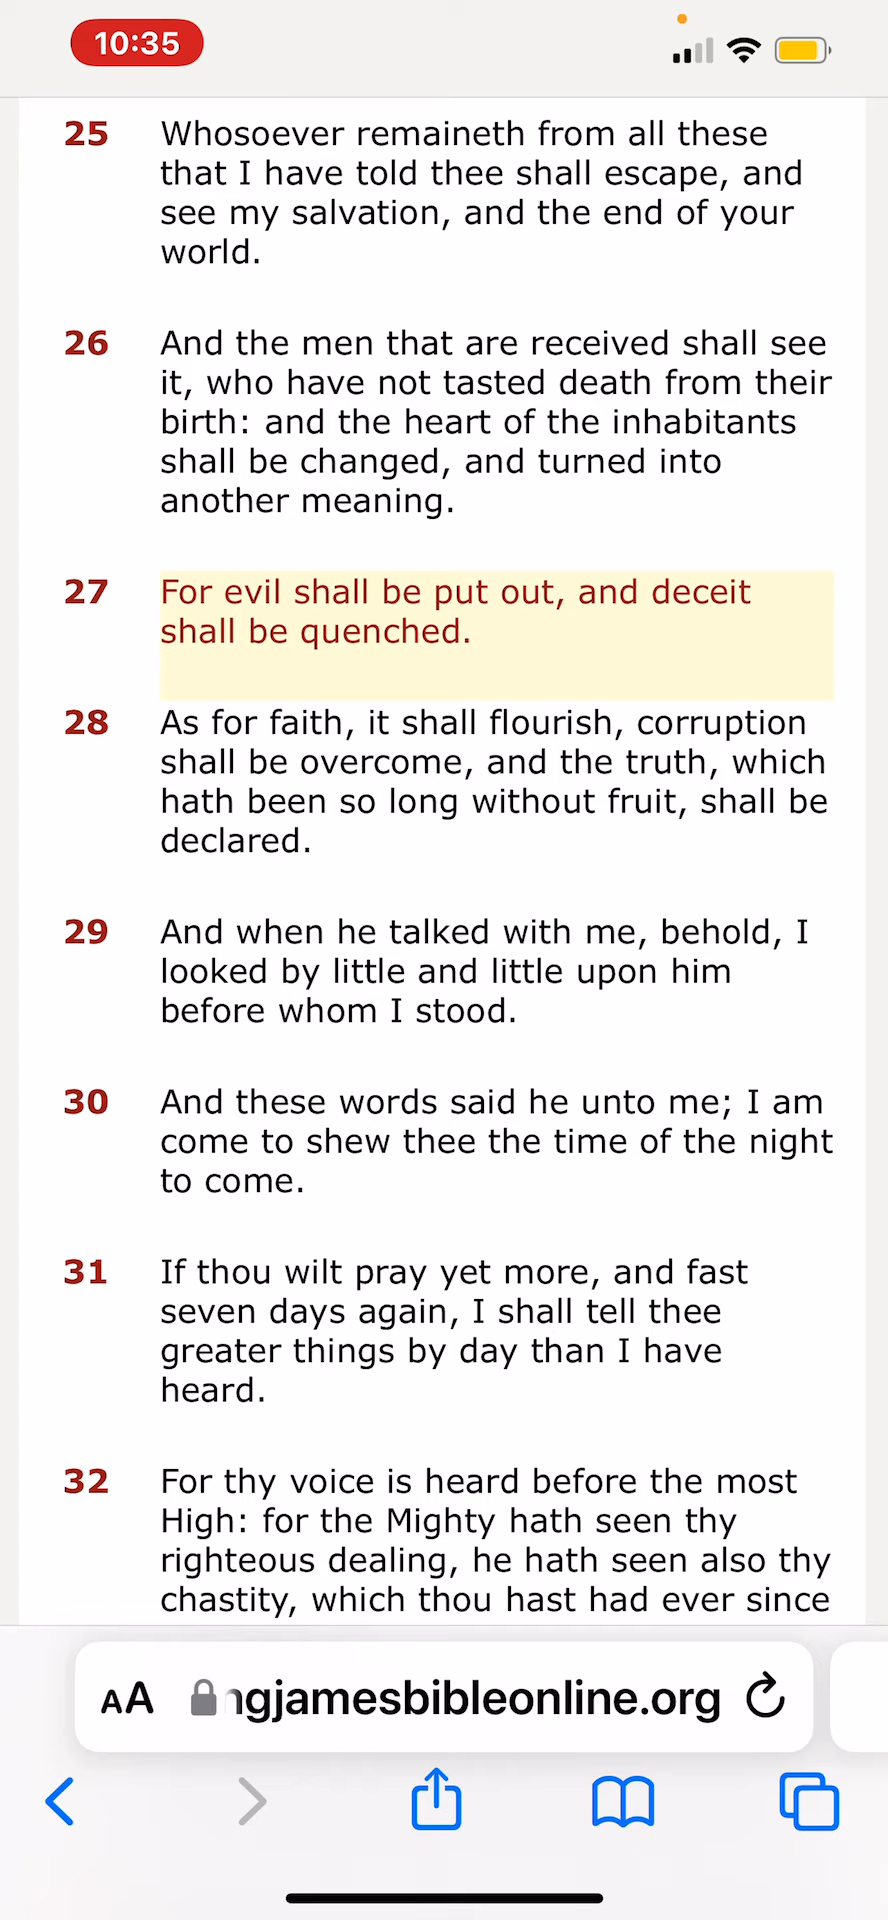 10:35
25 Whosoever remaineth from all these
that I have told thee shall escape, and
see my salvation, and the end of your
world.
26 And the men that are received shall see
it, who have not tasted death from their
birth: and the heart of the inhabitants
shall be changed, and turned into
another meaning.
27 For evil shall be put out, and deceit
shall be quenched.
28 As for faith, it shall flourish, corruption
shall be overcome, and the truth, which
hath been so long without fruit, shall be
declared.
29 And when he talked with me, behold, I
looked by little and little upon him
before whom I stood.
30 And these words said he unto me; I am
come to shew thee the time of the night
to come.
31 If thou wilt pray yet more, and fast
seven days again, I shall tell thee
greater things by day than I have
heard.
32 For thy voice is heard before the most
High: for the Mighty hath seen thy
righteous dealing, he hath seen also thy
chastity, which thou hast had ever since
AA ngjamesbibleonline.org